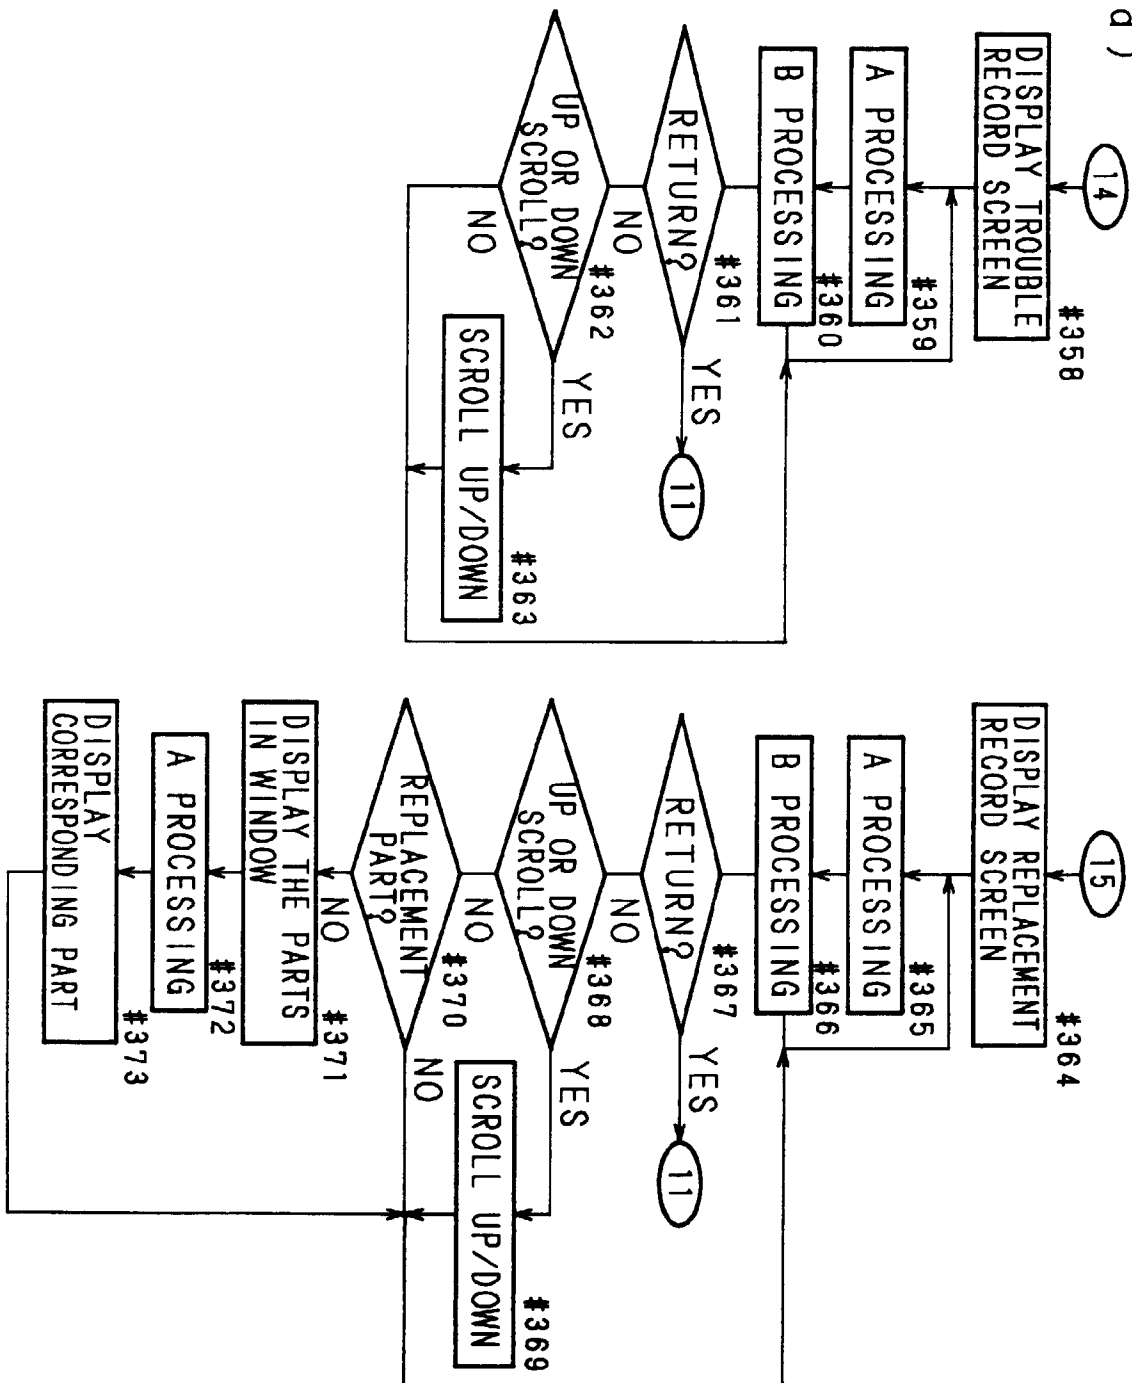 a )
14
DISPLAY TROUBLE
RECORD SCREEN
#358
A PROCESSING
#359
B PROCESSING
#360
RETURN?
#361
YES
11
NO
UP OR DOWN
SCROLL?
#362
YES
NO
SCROLL UP/DOWN
#363
15
DISPLAY REPLACEMENT
RECORD SCREEN
#364
A PROCESSING
#365
B PROCESSING
#366
RETURN?
#367
YES
11
NO
UP OR DOWN
SCROLL?
#368
YES
NO
SCROLL UP/DOWN
#369
REPLACEMENT
PART?
#370
NO
NO
DISPLAY THE PARTS
IN WINDOW
#371
A PROCESSING
#372
DISPLAY
CORRESPONDING PART
#373